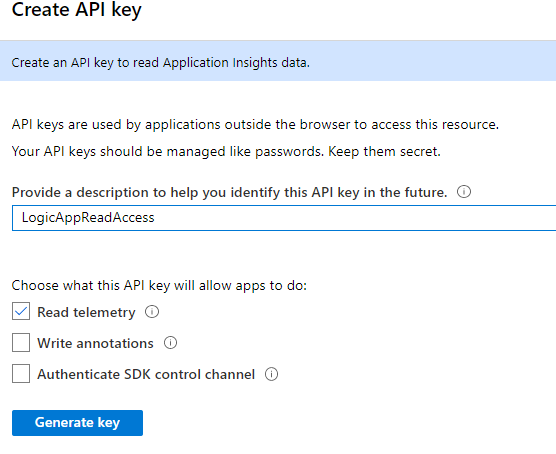 Create API key
Create an API key to read Application Insights data.
API keys are used by applications outside the browser to access this resource.
Your API keys should be managed like passwords. Keep them secret.
Provide a description to help you identify this API key in the future.
LogicAppReadAccess
Choose what this API key will allow apps to do:
Read telemetry
Write annotations
Authenticate SDK control channel
Generate key